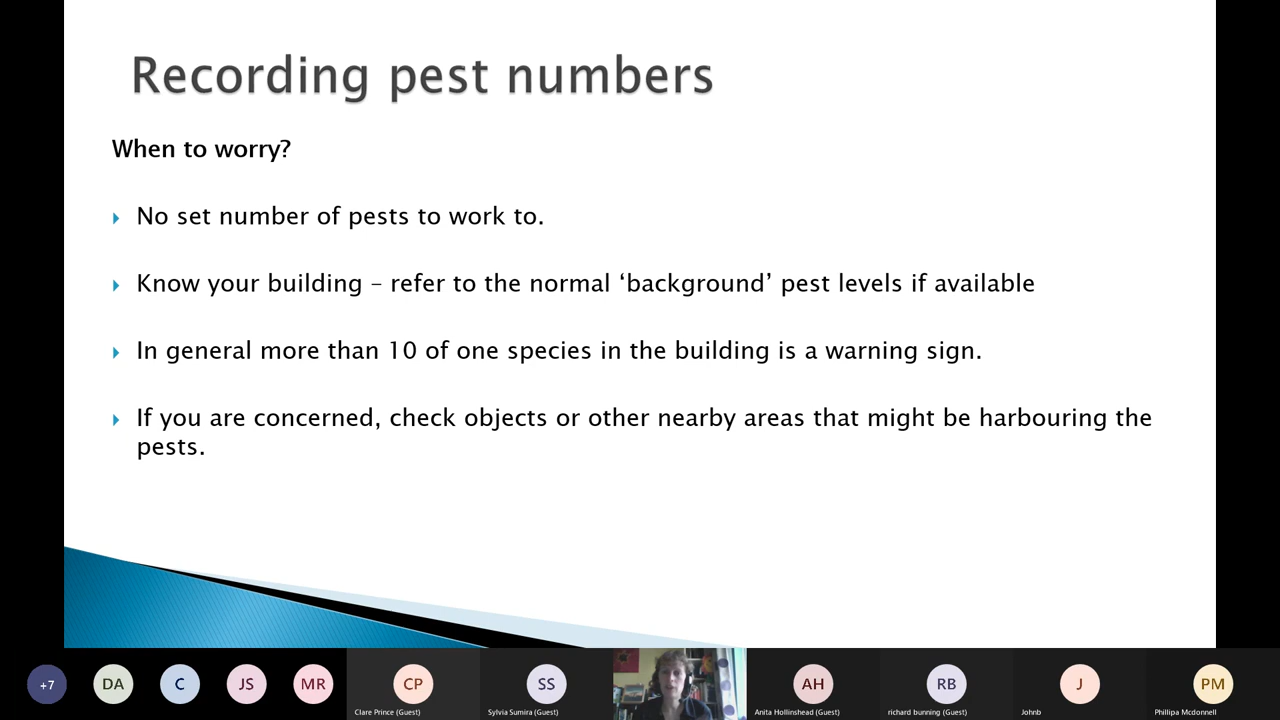 Recording pest numbers
When to worry?
No set number of pests to work to.
Know your building – refer to the normal ‘background’ pest levels if available
In general more than 10 of one species in the building is a warning sign.
If you are concerned, check objects or other nearby areas that might be harbouring the
pests.
+7 DA C JS MR CP SS AH RB J PM
Clare Prince (Guest) Sylvia Sumira (Guest) Anita Hollinshead (Guest) richard bunning (Guest) Johnb Phillipa Mcdonnell